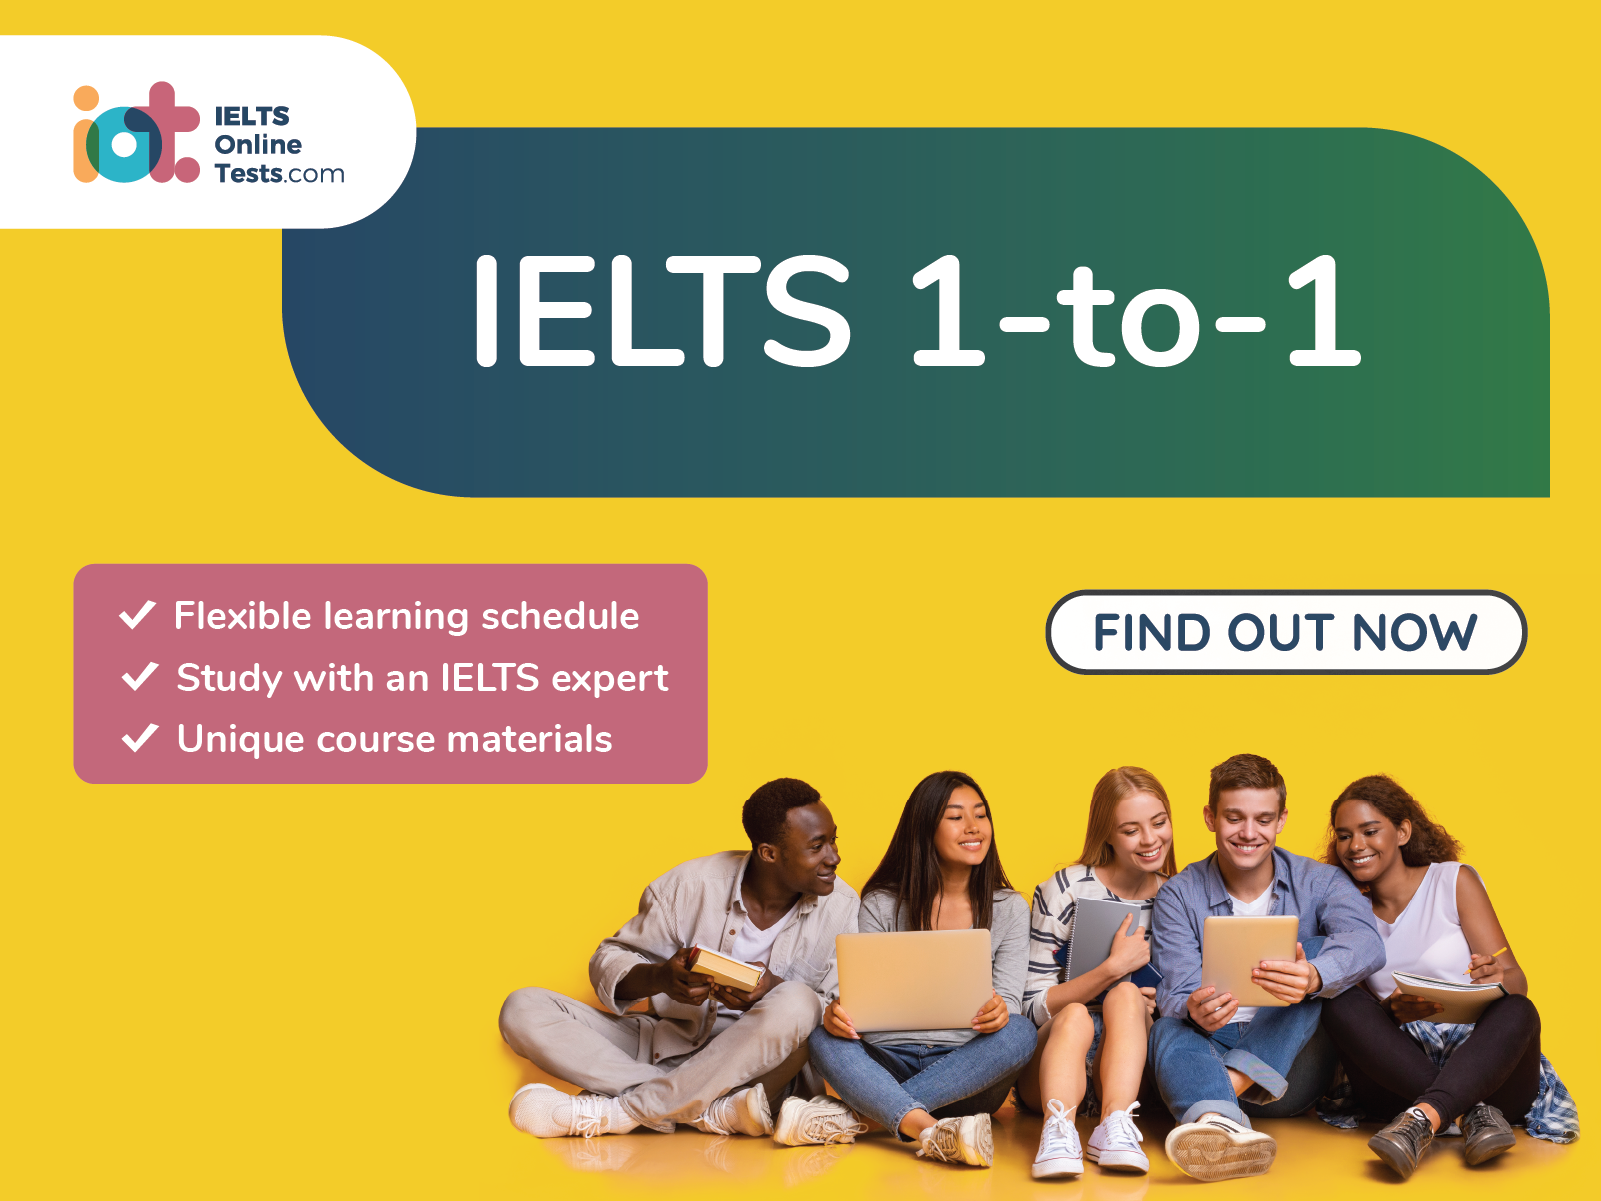 iot
IELTS
Online
Tests.com
IELTS 1-to-1
Flexible learning schedule
Study with an IELTS expert
Unique course materials
FIND OUT NOW